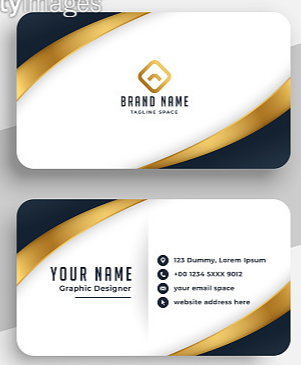 tyimages
BRAND NAME
TAGLINE SPACE
YOUR NAME
Graphic Designer
123 Dummy, Lorem Ipsum
+00 1234 5XXX 9012
your email space
website address here